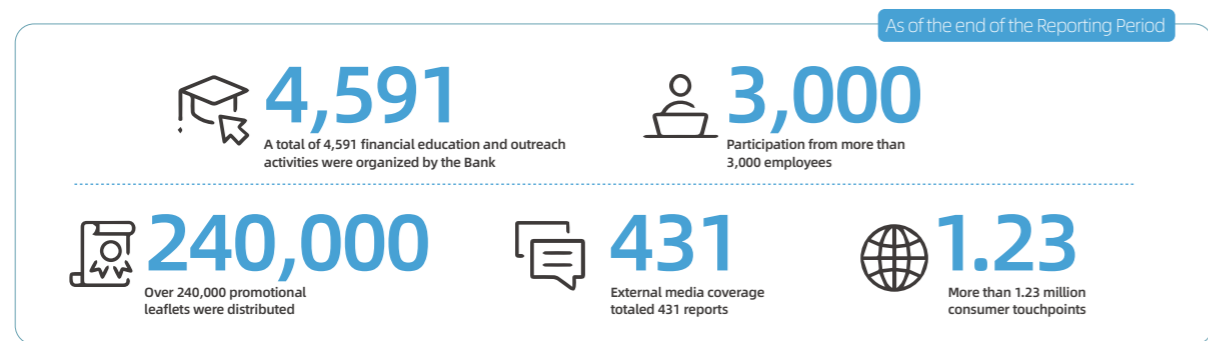 As of the end of the Reporting Period
4,591
A total of 4,591 financial education and outreach
activities were organized by the Bank
3,000
Participation from more than
3,000 employees
240,000
Over 240,000 promotional
leaflets were distributed
431
External media coverage
totaled 431 reports
1.23
More than 1.23 million
consumer touchpoints